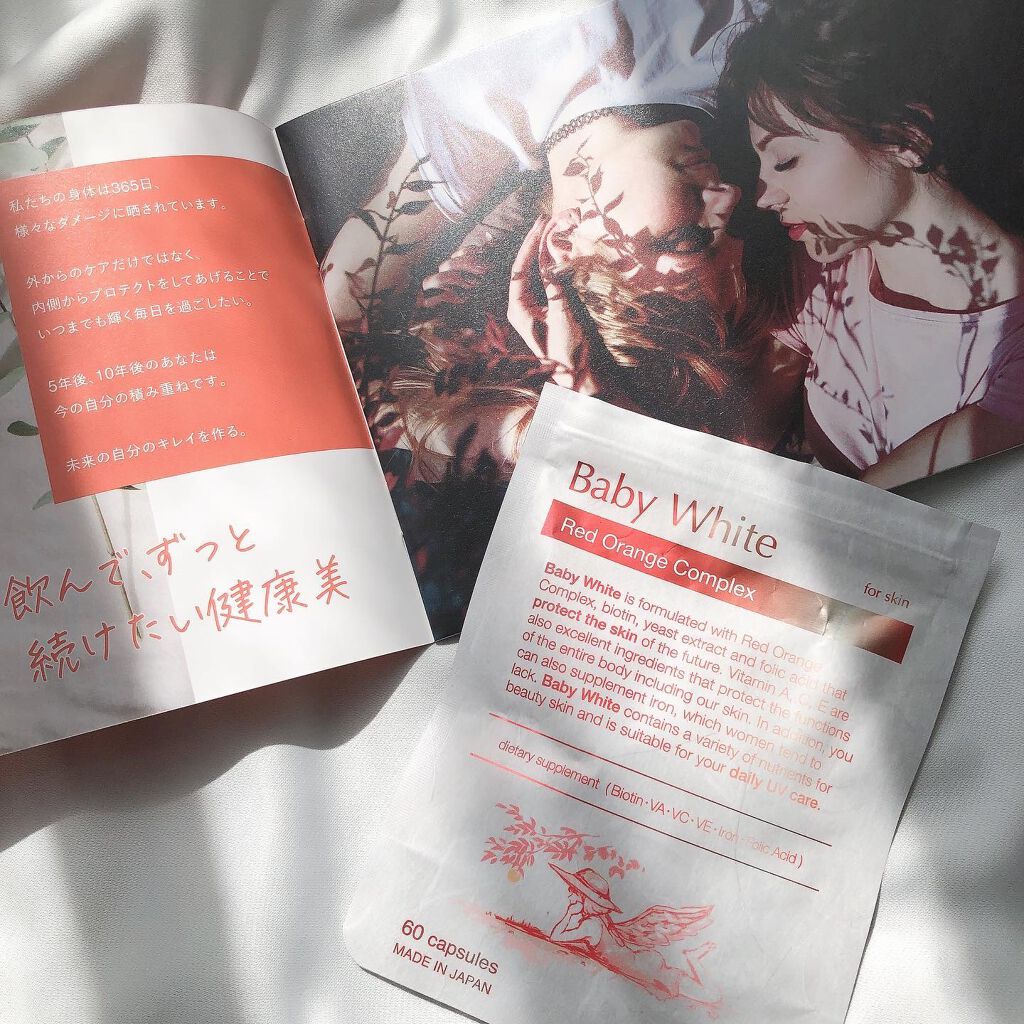 私たちの身体は365日、
様々なダメージに晒されています。
外からのケアだけではなく、
内側からプロテクトをしてあげることで
いつまでも輝く毎日を過ごしたい。
5年後、10年後のあなたは
今の自分の積み重ねです。
未来の自分のキレイを作る。
飲んで、ずっと
続けたい健康美
Baby White
Red Orange Complex
for skin
Baby White is formulated with Red Orange
Complex, biotin, yeast extract and folic acid that
protect the skin of the future. Vitamin A, C, E are
also excellent ingredients that protect the functions
of the entire body including our skin. In addition, you
can also supplement iron, which women tend to
lack. Baby White contains a variety of nutrients for
beauty skin and is suitable for your daily UV care.
dietary supplement (Biotin・VA・VC・VE・Iron・Folic Acid)
60 capsules
MADE IN JAPAN